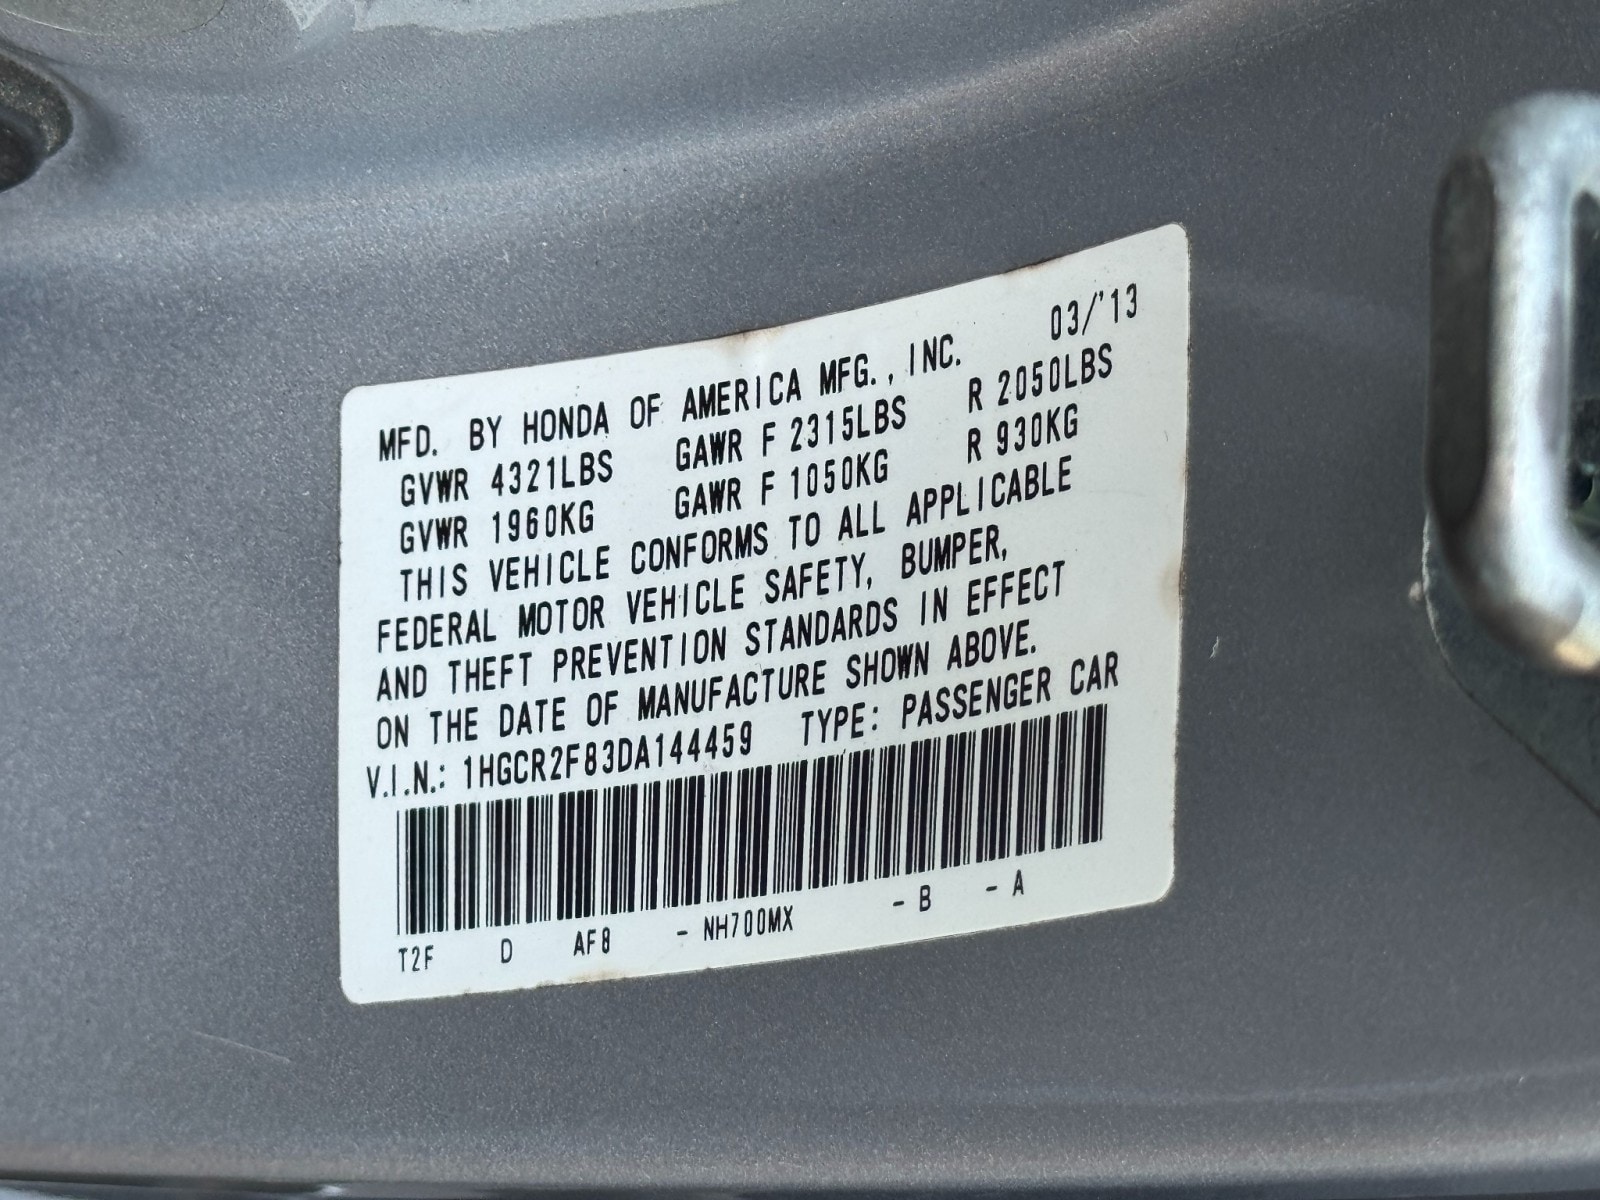 03/'13
MFD. BY HONDA OF AMERICA MFG., INC.
GVWR 4321LBS GAWR F 2315LBS R 2050LBS
GVWR 1960KG GAWR F 1050KG R 930KG
THIS VEHICLE CONFORMS TO ALL APPLICABLE
FEDERAL MOTOR VEHICLE SAFETY, BUMPER,
AND THEFT PREVENTION STANDARDS IN EFFECT
ON THE DATE OF MANUFACTURE SHOWN ABOVE.
V.I.N.: 1HGCR2F83DA144459 TYPE: PASSENGER CAR
T2F D AF8 - NH700MX - B - A